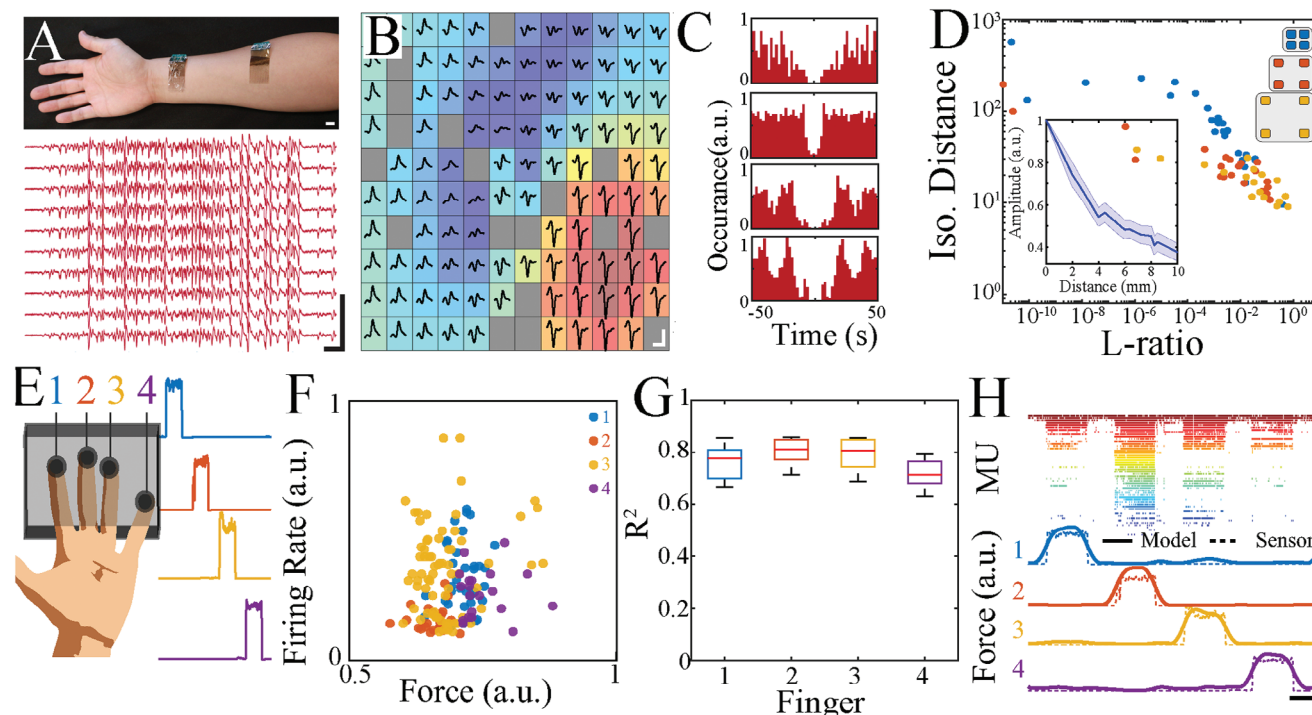 A
B
C
1
0
1
0
1
0
1
0
-50
50
Occurance(a.u.)
Time (s)
D
10³
10²
10¹
10⁰
Iso. Distance
10⁻¹⁰
10⁻⁸
10⁻⁶
10⁻⁴
10⁻²
10⁰
L-ratio
1
0.8
0.6
0.4
Amplitude (a.u.)
0
2
4
6
8
10
Distance (mm)
E
1 2 3 4
F
1
0
Firing Rate (a.u.)
0.5
1
Force (a.u.)
1
2
3
4
G
1
0.8
0.6
0.4
0.2
0
R²
1
2
3
4
Finger
H
MU
Model
Sensor
Force (a.u.)
1
2
3
4